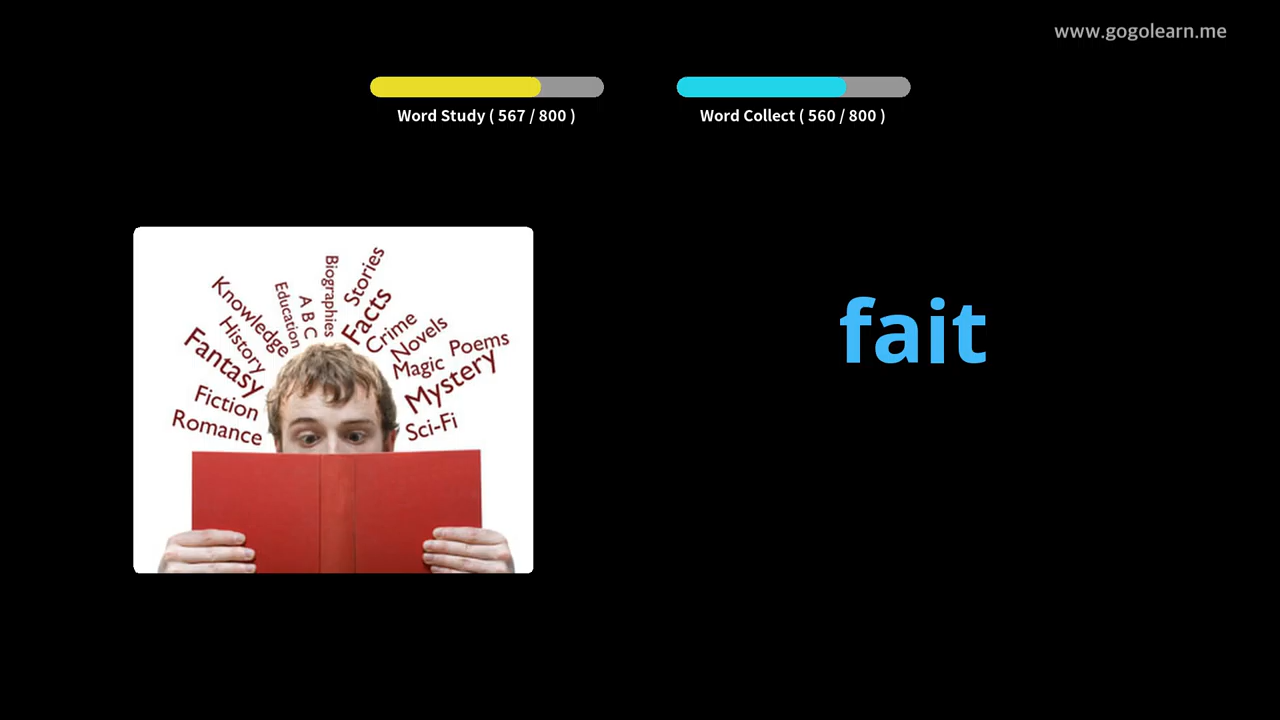 www.gogolearn.me
Word Study ( 567 / 800 )
Word Collect ( 560 / 800 )
Stories
Biographies
Facts
A B C
Education
Knowledge
Crime
Novels
History
Poems
Magic
Fantasy
Mystery
Fiction
Romance
Sci-Fi
fait